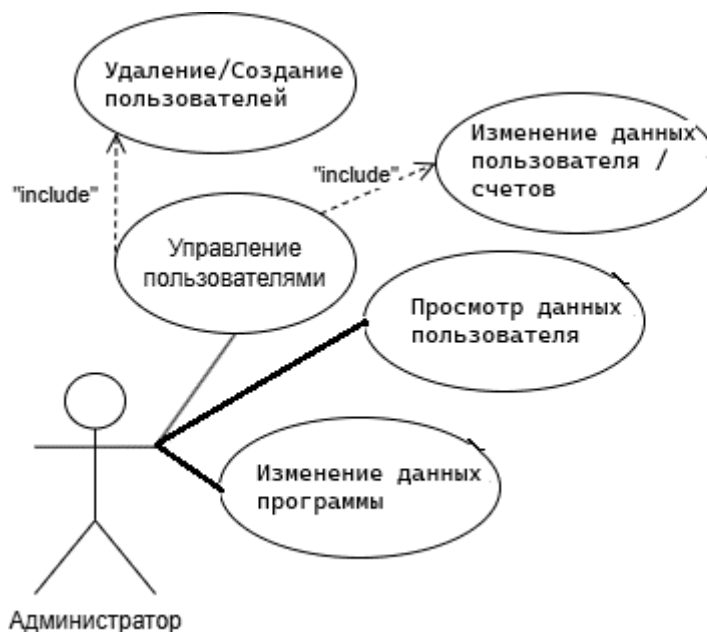 Удаление/Создание
пользователей
Изменение данных
пользователя /
счетов
"include"
"include"
Управление
пользователями
Просмотр данных
пользователя
Изменение данных
программы
Администратор